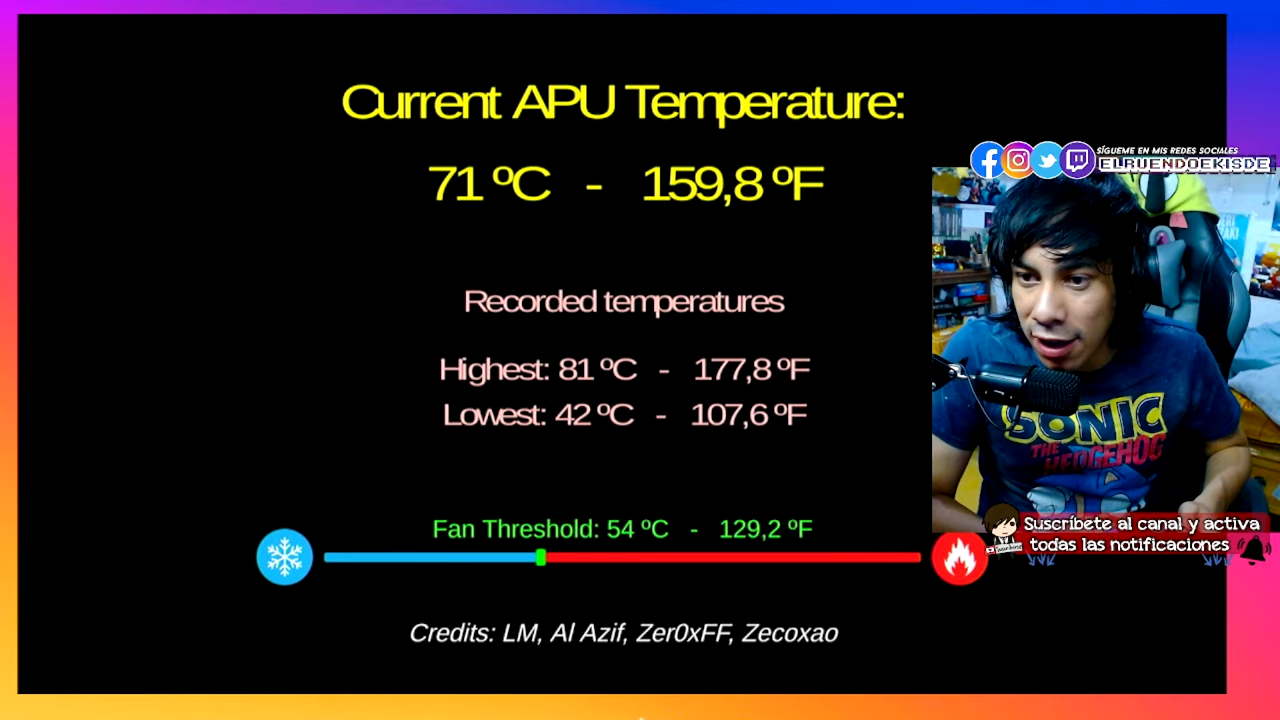 Current APU Temperature:
71 ºC - 159,8 ºF
SÍGUEME EN MIS REDES SOCIALES
ELRUENDOEKISDE
Recorded temperatures
Highest: 81 ºC - 177,8 ºF
Lowest: 42 ºC - 107,6 ºF
SONIC
THE
HEDGEHOG
Fan Threshold: 54 ºC - 129,2 ºF
Suscríbete al canal y activa
todas las notificaciones
Credits: LM, Al Azif, Zer0xFF, Zecoxao